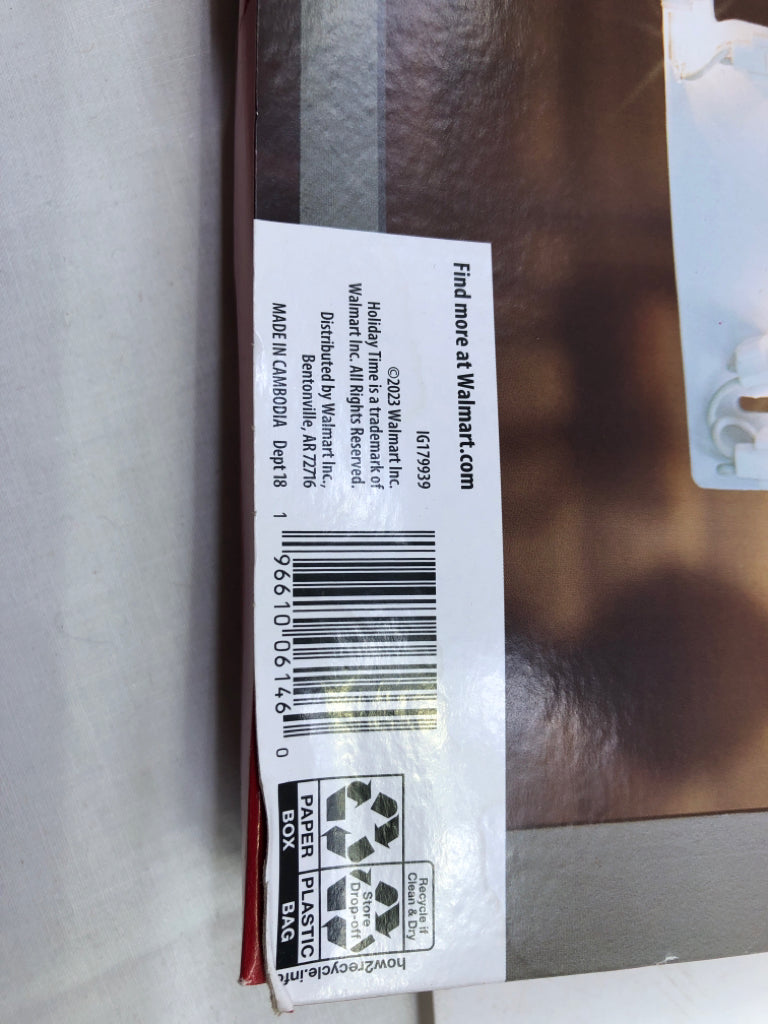 Find more at Walmart.com
IG179939
©2023 Walmart Inc.
Holiday Time is a trademark of
Walmart Inc. All Rights Reserved.
Distributed by Walmart Inc.,
Bentonville, AR 72716
MADE IN CAMBODIA Dept 18
1 96610 06146 0
Recycle if
Clean & Dry
Store
Drop-off
PAPER
BOX
PLASTIC
BAG
how2recycle.info